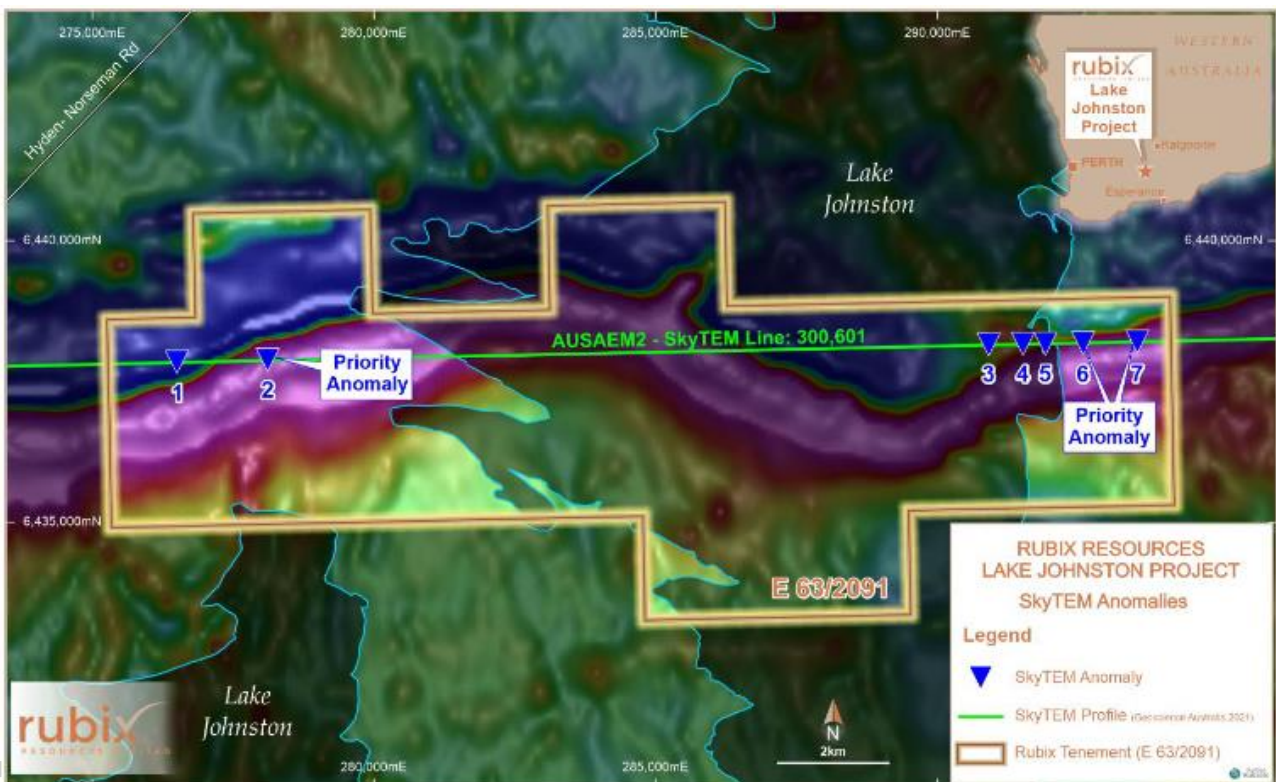 275,000mE
280,000mE
285,000mE
290,000mE
WESTERN
AUSTRALIA
rubix
Lake
Johnston
Project
Kalgoorlie
PERTH
Esperance
Hyden- Norseman Rd
Lake
Johnston
6,440,000mN
6,440,000mN
AUSAEM2 - SkyTEM Line: 300,601
Priority
Anomaly
1
2
3
4
5
6
7
Priority
Anomaly
6,435,000mN
E 63/2091
RUBIX RESOURCES
LAKE JOHNSTON PROJECT
SkyTEM Anomalies
Legend
SkyTEM Anomaly
SkyTEM Profile (Geoscience Australia 2021)
Rubix Tenement (E 63/2091)
Lake
Johnston
rubix
N
2km
280,000mE
285,000mE